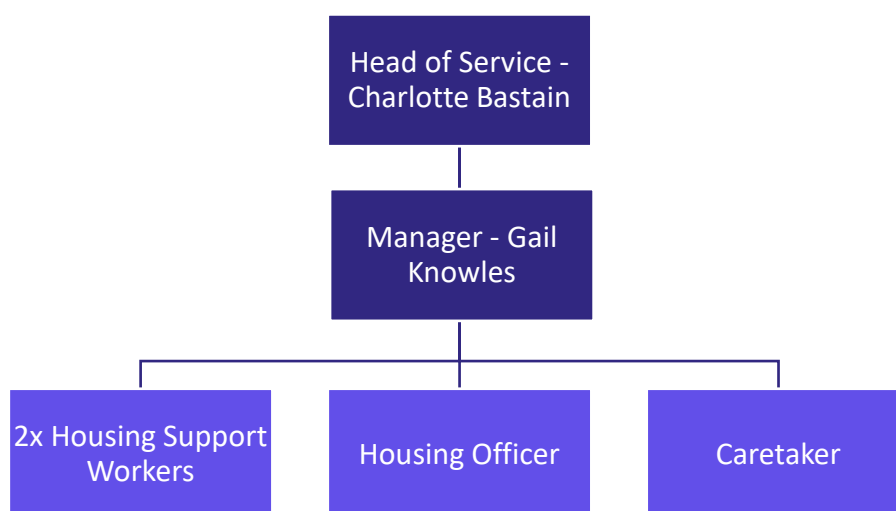 Head of Service -
Charlotte Bastain
Manager - Gail
Knowles
2x Housing Support
Workers
Housing Officer
Caretaker